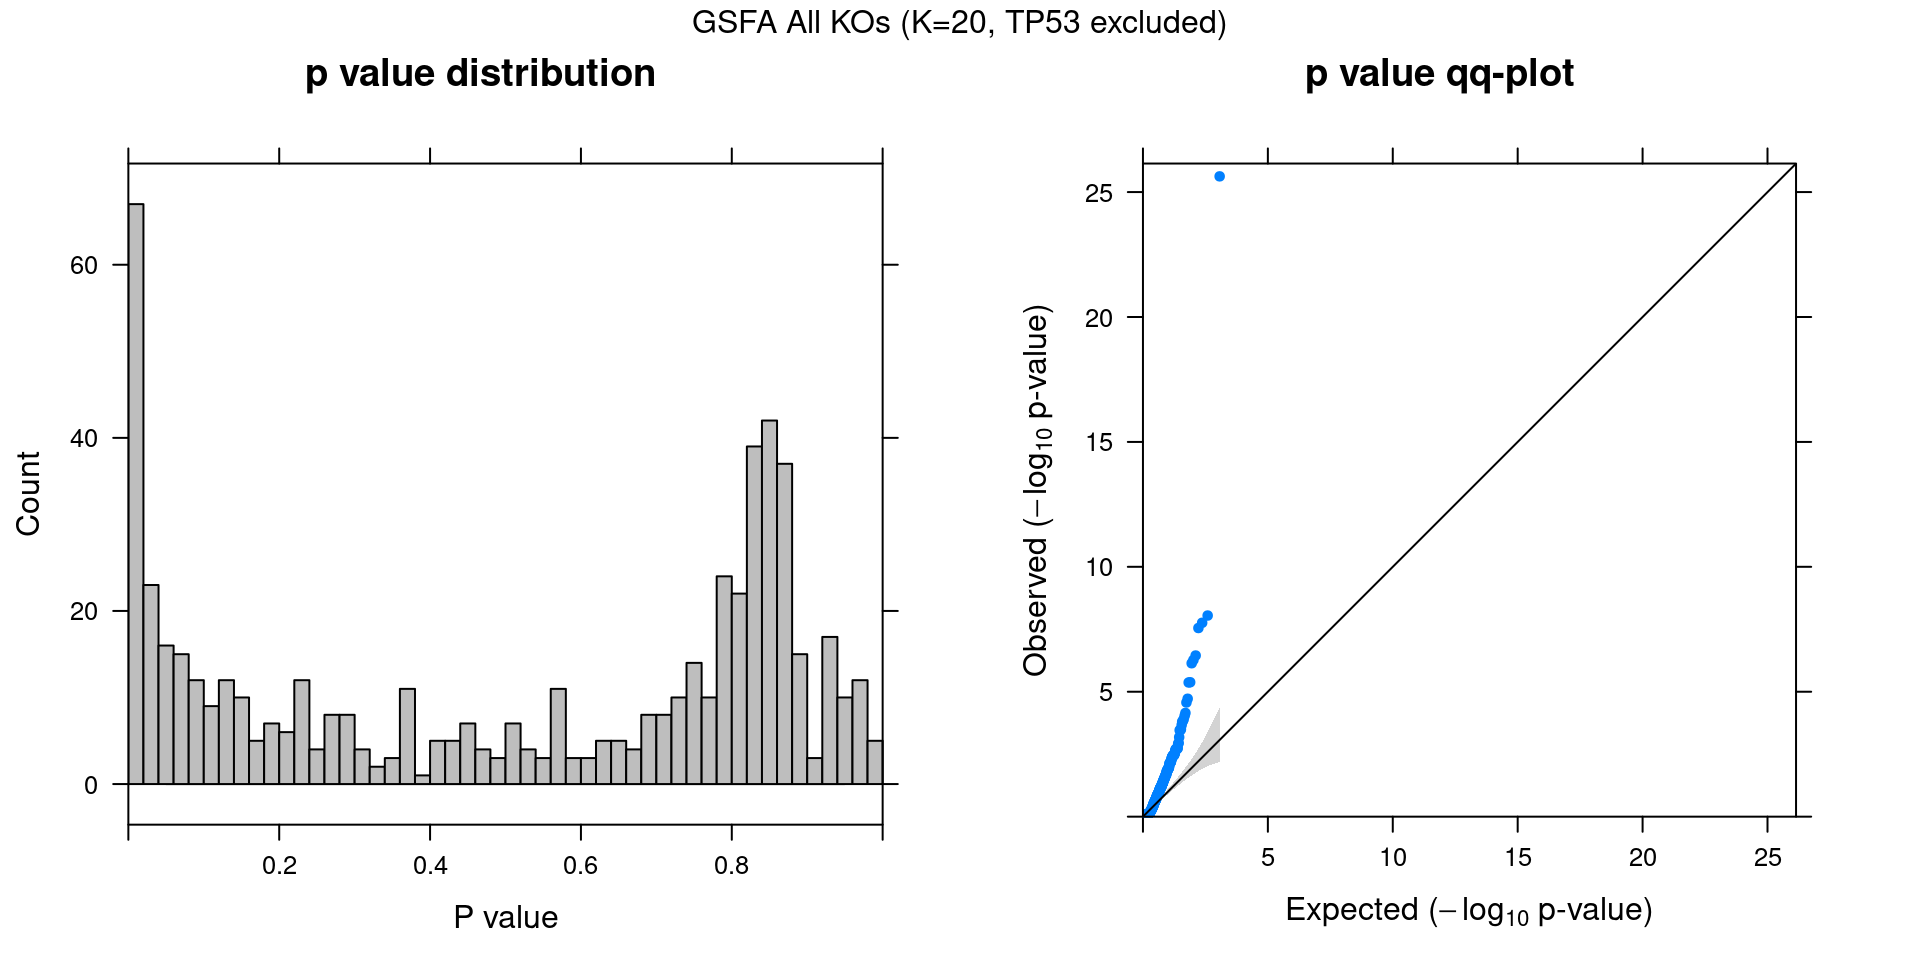 GSFA All KOs (K=20, TP53 excluded)
p value distribution
60
40
20
0
Count
0.2 0.4 0.6 0.8
P value
p value qq-plot
25
20
15
10
5
Observed (−log10 p-value)
5 10 15 20 25
Expected (−log10 p-value)